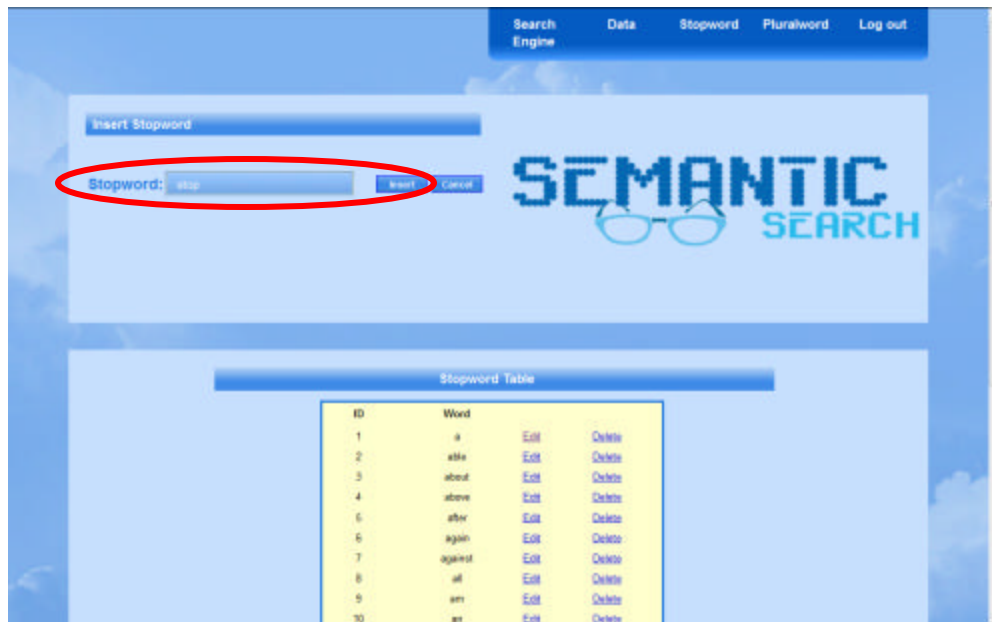 Search Engine Data Stopword Pluralword Log out
Insert Stopword
Stopword: stop Insert Cancel
SEMANTIC
SEARCH
Stopword Table
ID Word
1 a Edit Delete
2 able Edit Delete
3 about Edit Delete
4 above Edit Delete
5 after Edit Delete
6 again Edit Delete
7 against Edit Delete
8 all Edit Delete
9 am Edit Delete
10 Edit Delete